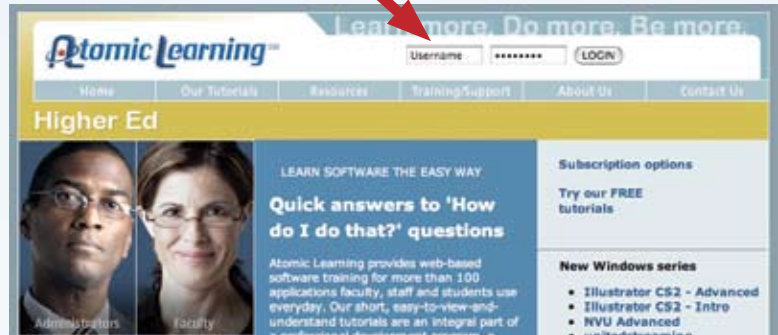 Learn more. Do more. Be more.
Atomic Learning
Username ******** LOGIN
Home Our Tutorials Resources Training/Support About Us Contact Us
Higher Ed
LEARN SOFTWARE THE EASY WAY
Quick answers to 'How
do I do that?' questions
Atomic Learning provides web-based
software training for more than 100
applications faculty, staff and students use
everyday. Our short, easy-to-view-and-
understand tutorials are an integral part of
Administrators
Faculty
Subscription options
Try our FREE
tutorials
New Windows series
• Illustrator CS2 - Advanced
• Illustrator CS2 - Intro
• NVU Advanced